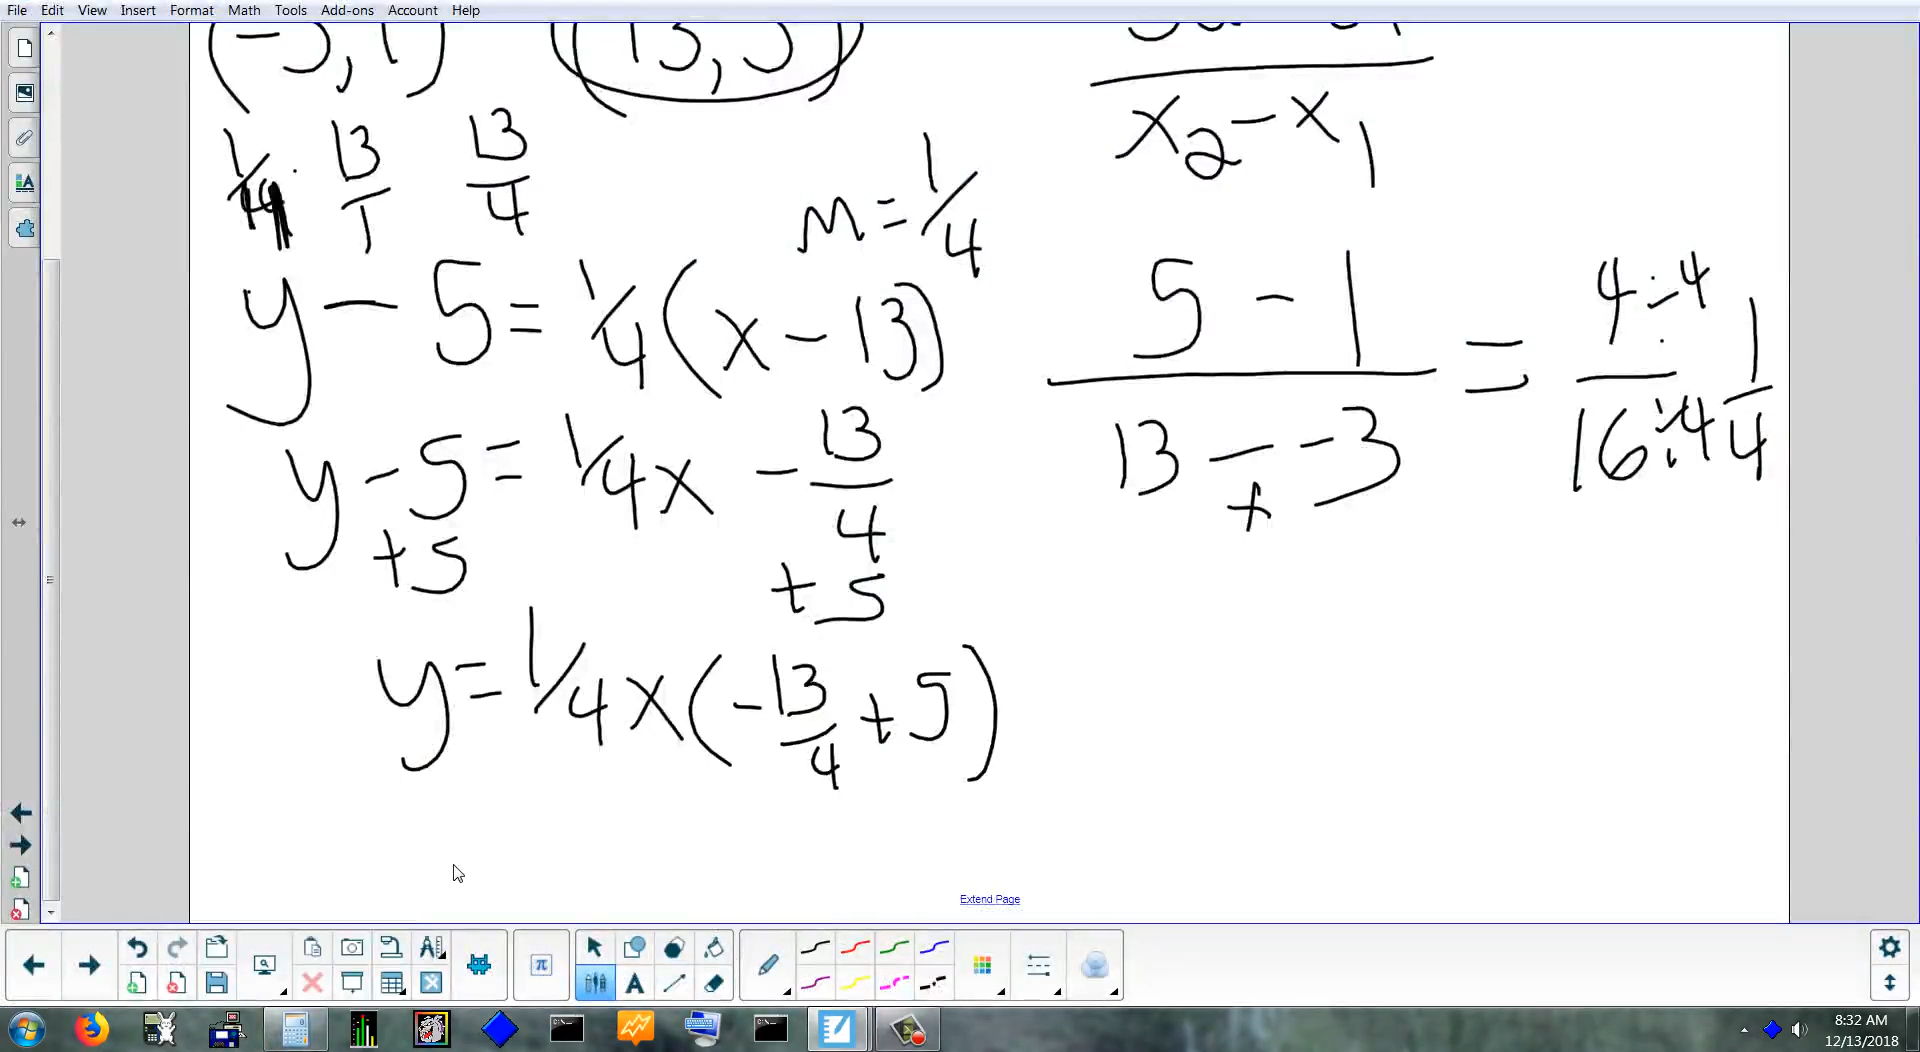 File Edit View Insert Format Math Tools Add-ons Account Help
(-3, 1) (13, 5)
x₂ - x₁
1/4 · 13/1 13/4
m = 1/4
y - 5 = 1/4(x - 13)
5 - 1 / 13 - -3 = 4 ÷ 4 / 16 ÷ 4 1/4
+
y - 5 = 1/4x - 13/4
+5 +5
y = 1/4x(-13/4 + 5)
Extend Page
π
A
8:32 AM
12/13/2018